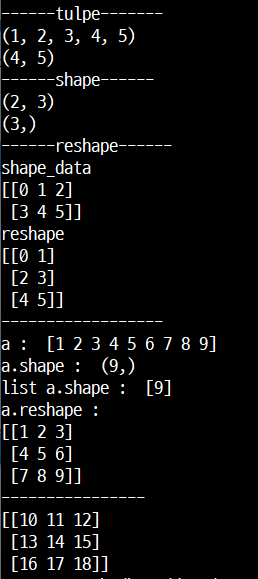 ------tulpe-------
(1, 2, 3, 4, 5)
(4, 5)
------shape------
(2, 3)
(3,)
------reshape------
shape_data
[[0 1 2]
 [3 4 5]]
reshape
[[0 1]
 [2 3]
 [4 5]]
------------------
a :  [1 2 3 4 5 6 7 8 9]
a.shape :  (9,)
list a.shape :  [9]
a.reshape :
[[1 2 3]
 [4 5 6]
 [7 8 9]]
----------------
[[10 11 12]
 [13 14 15]
 [16 17 18]]